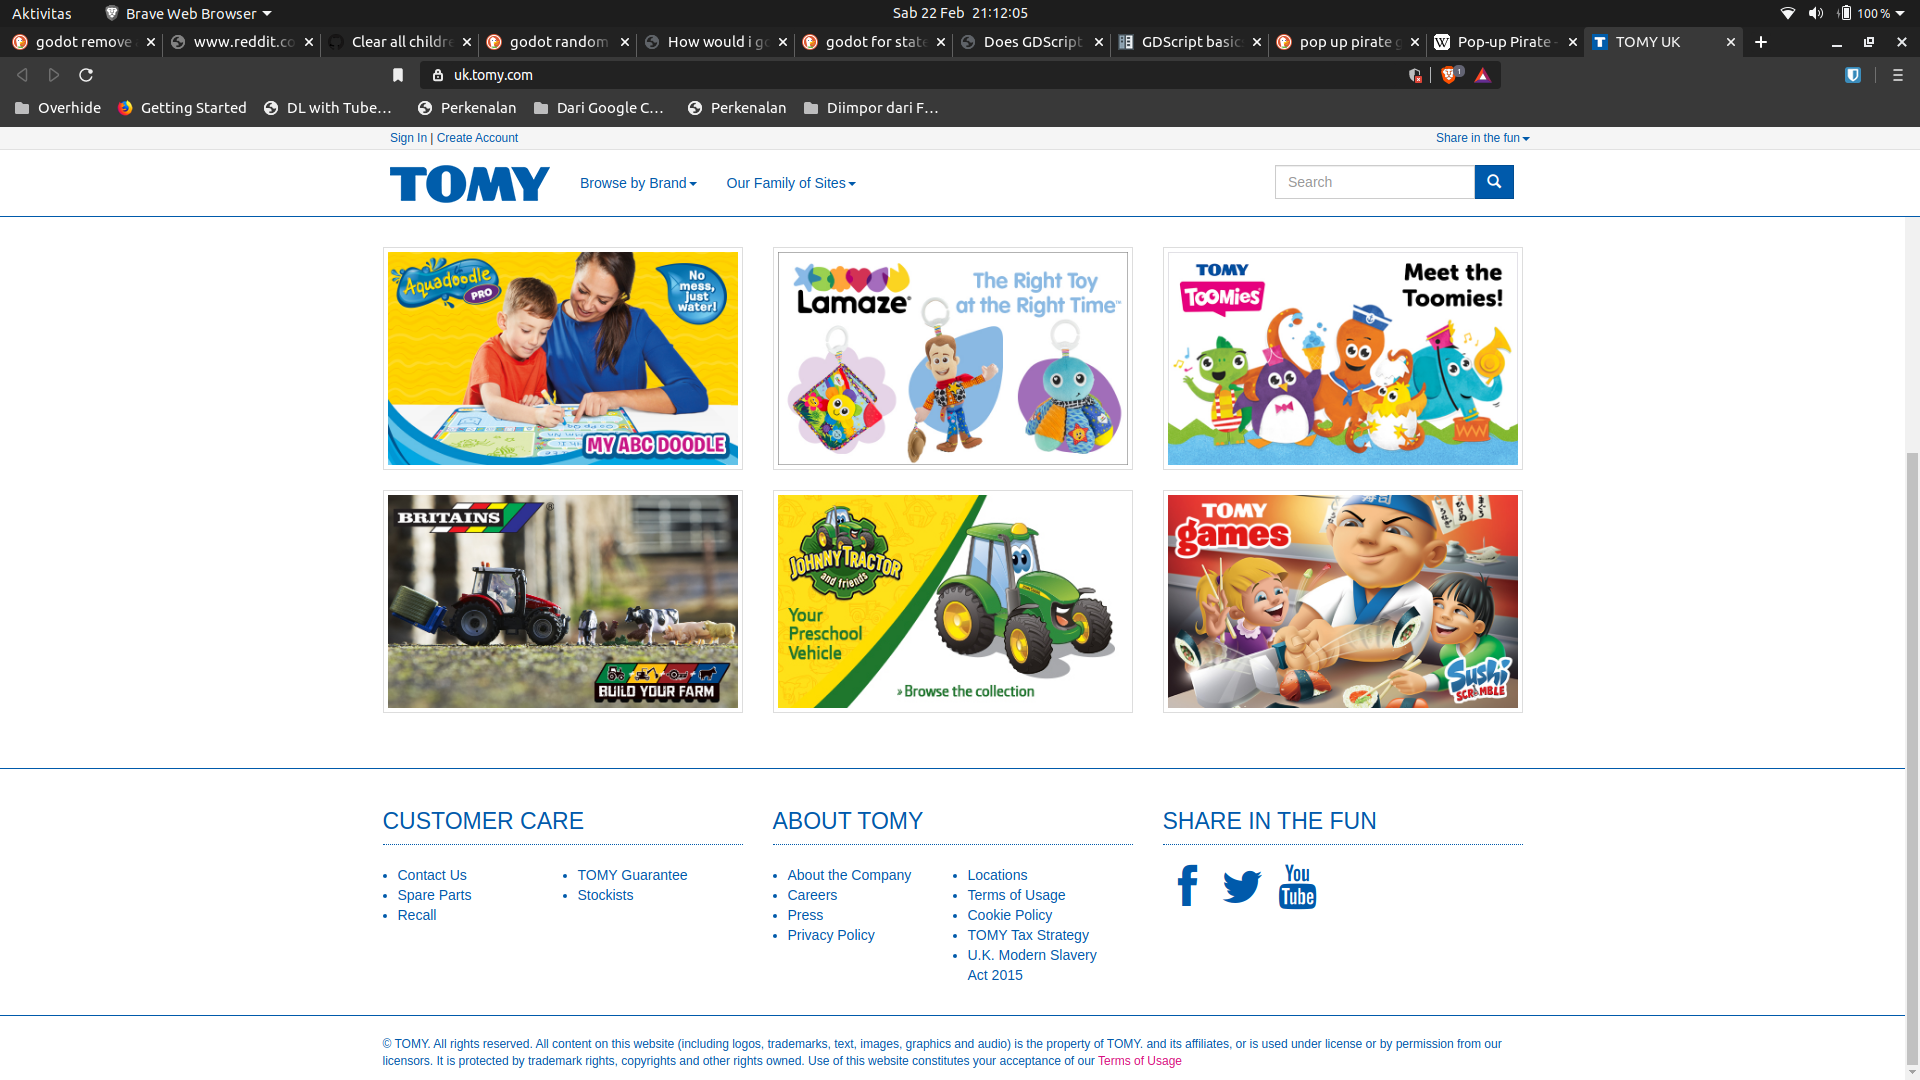 Aktivitas
Brave Web Browser
Sab 22 Feb 21:12:05
100 %
godot remove
www.reddit.co
Clear all childre
godot random
How would i go
godot for state
Does GDScript
GDScript basics
pop up pirate g
Pop-up Pirate -
TOMY UK
uk.tomy.com
1
Overhide
Getting Started
DL with Tube…
Perkenalan
Dari Google C…
Perkenalan
Diimpor dari F…
Sign In | Create Account
Share in the fun
TOMY
Browse by Brand
Our Family of Sites
Search
Aquadoodle
PRO
No
mess,
just
water!
MY ABC DOODLE
Lamaze®
The Right Toy
at the Right Time™
TOMY
TOOMIES
Meet the
Toomies!
BRITAINS ®
BUILD YOUR FARM
JOHNNY TRACTOR
and friends
Your
Preschool
Vehicle
» Browse the collection
TOMY
games
Sushi
SCRAMBLE
CUSTOMER CARE
Contact Us
Spare Parts
Recall
TOMY Guarantee
Stockists
ABOUT TOMY
About the Company
Careers
Press
Privacy Policy
Locations
Terms of Usage
Cookie Policy
TOMY Tax Strategy
U.K. Modern Slavery
Act 2015
SHARE IN THE FUN
You
Tube
© TOMY. All rights reserved. All content on this website (including logos, trademarks, text, images, graphics and audio) is the property of TOMY. and its affiliates, or is used under license or by permission from our
licensors. It is protected by trademark rights, copyrights and other rights owned. Use of this website constitutes your acceptance of our Terms of Usage